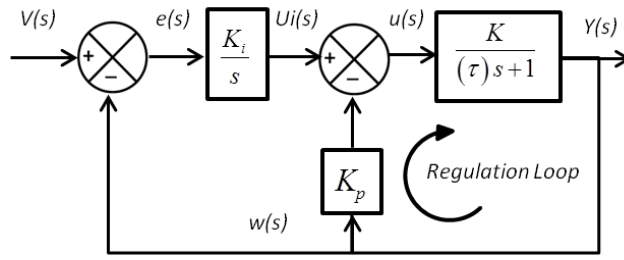 V(s)
e(s)
Ui(s)
u(s)
Y(s)
+
−
K_i
s
+
−
K
(τ)s+1
K_p
Regulation Loop
w(s)